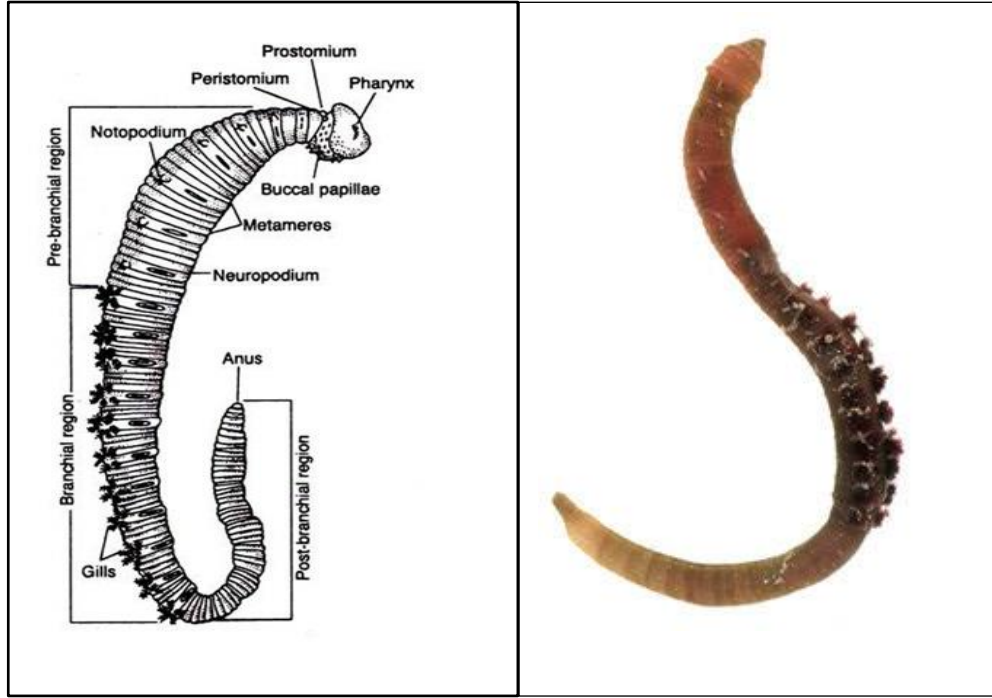 Prostomium
Peristomium
Pharynx
Notopodium
Buccal papillae
Metameres
Neuropodium
Pre-branchial region
Anus
Branchial region
Post-branchial region
Gills